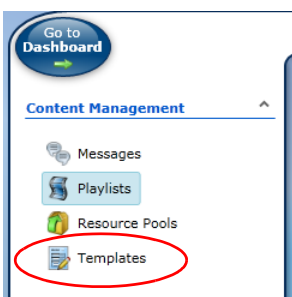 Go to
Dashboard
Content Management
Messages
Playlists
Resource Pools
Templates